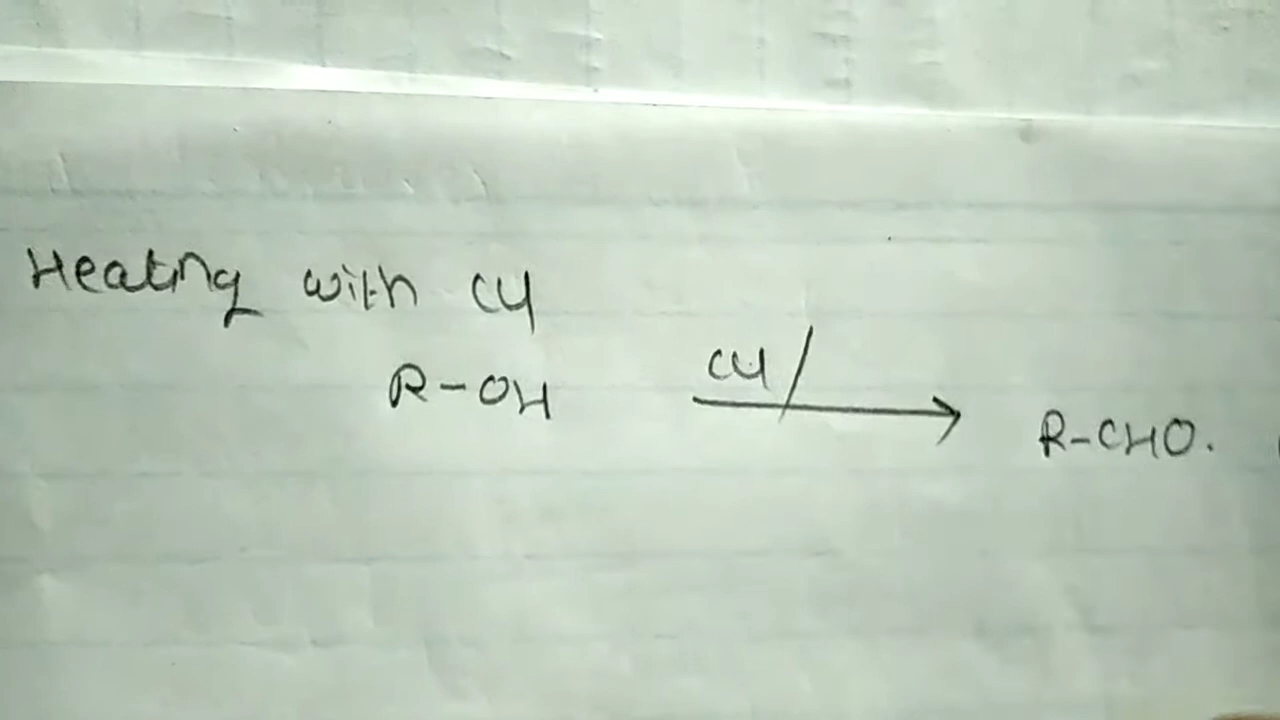 Heating with Cu
R-OH Cu/ → R-CHO.